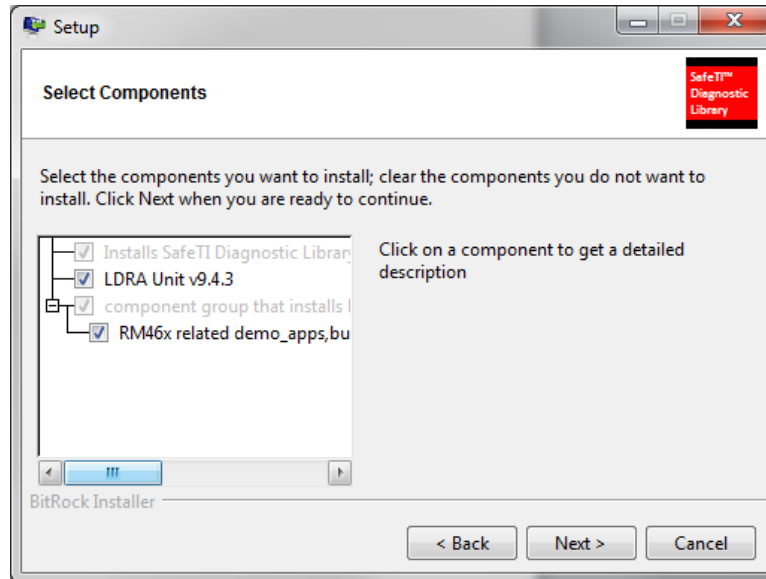 Setup
Select Components
SafeTI™
Diagnostic
Library
Select the components you want to install; clear the components you do not want to
install. Click Next when you are ready to continue.
Installs SafeTI Diagnostic Library
LDRA Unit v9.4.3
component group that installs
RM46x related demo_apps,bu
Click on a component to get a detailed
description
BitRock Installer
< Back
Next >
Cancel